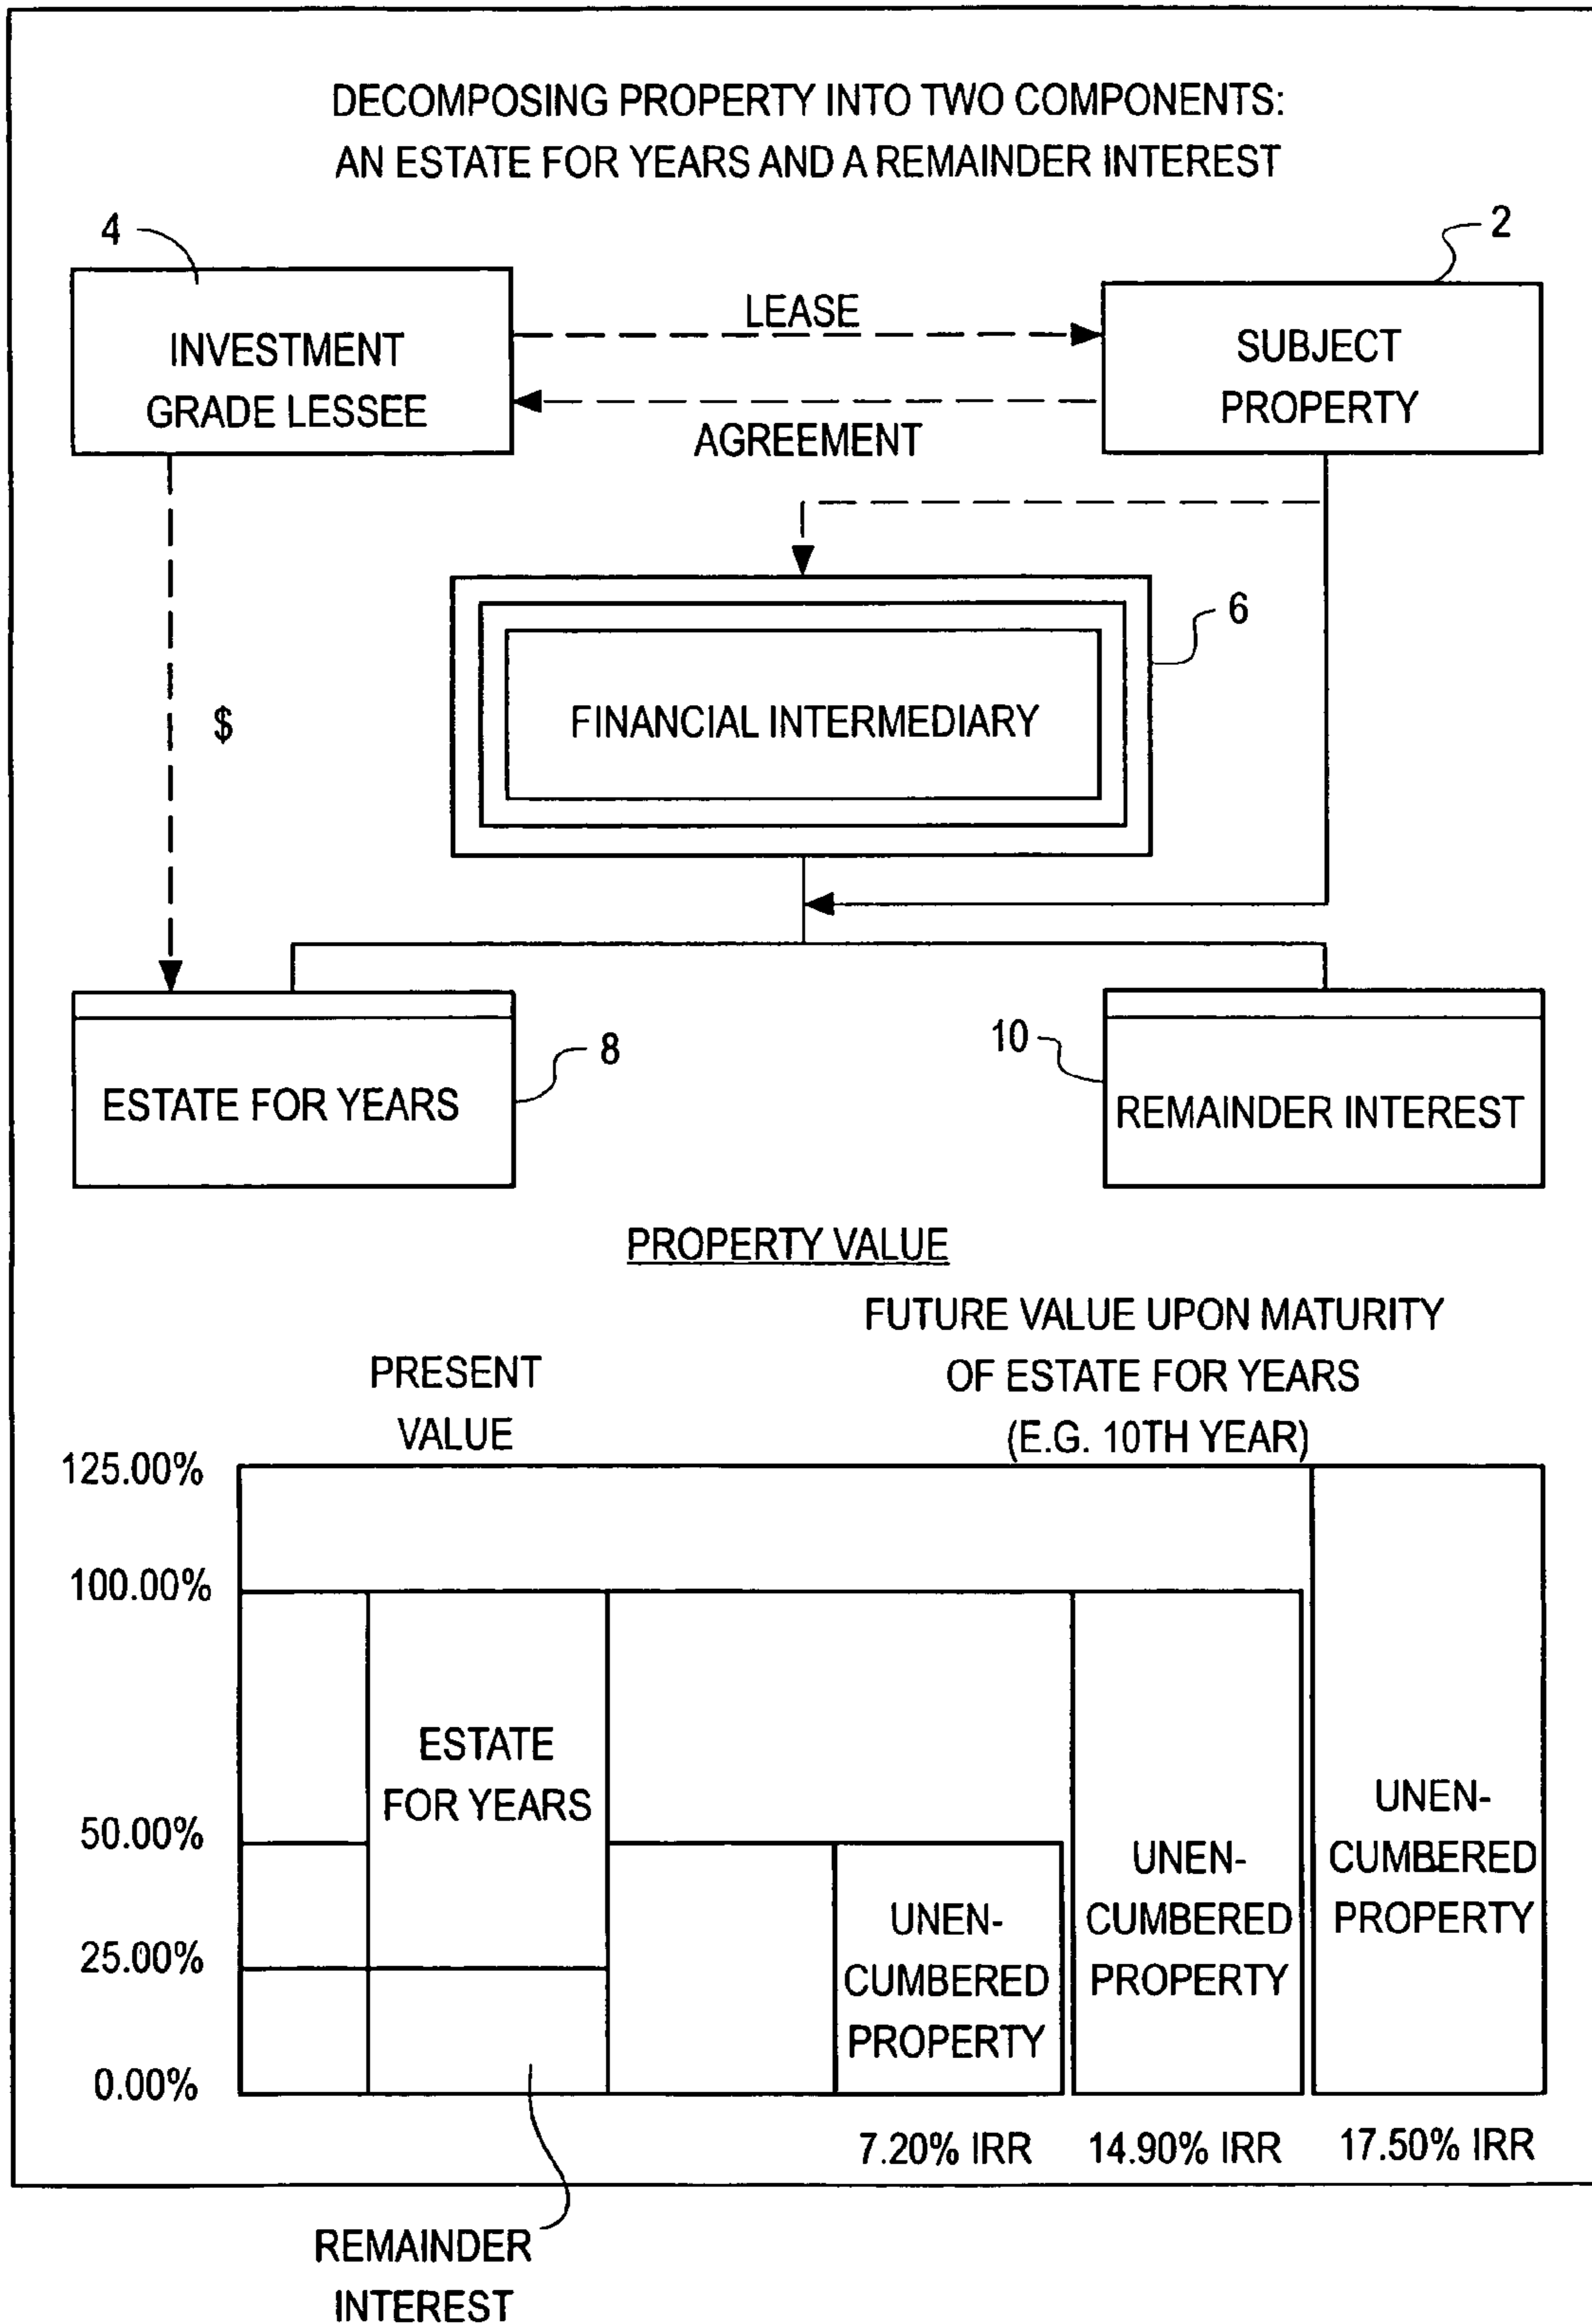 DECOMPOSING PROPERTY INTO TWO COMPONENTS:
AN ESTATE FOR YEARS AND A REMAINDER INTEREST
4
2
INVESTMENT
GRADE LESSEE
LEASE
AGREEMENT
SUBJECT
PROPERTY
6
FINANCIAL INTERMEDIARY
$
8
10
ESTATE FOR YEARS
REMAINDER INTEREST
PROPERTY VALUE
PRESENT
VALUE
FUTURE VALUE UPON MATURITY
OF ESTATE FOR YEARS
(E.G. 10TH YEAR)
125.00%
100.00%
50.00%
25.00%
0.00%
ESTATE
FOR YEARS
UNEN-
CUMBERED
PROPERTY
UNEN-
CUMBERED
PROPERTY
UNEN-
CUMBERED
PROPERTY
7.20% IRR
14.90% IRR
17.50% IRR
REMAINDER
INTEREST